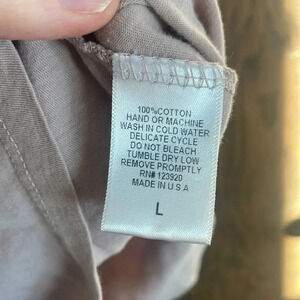 100%COTTON
HAND OR MACHINE
WASH IN COLD WATER
DELICATE CYCLE
DO NOT BLEACH
TUMBLE DRY LOW
REMOVE PROMPTLY
RN# 123920
MADE IN U.S.A
L